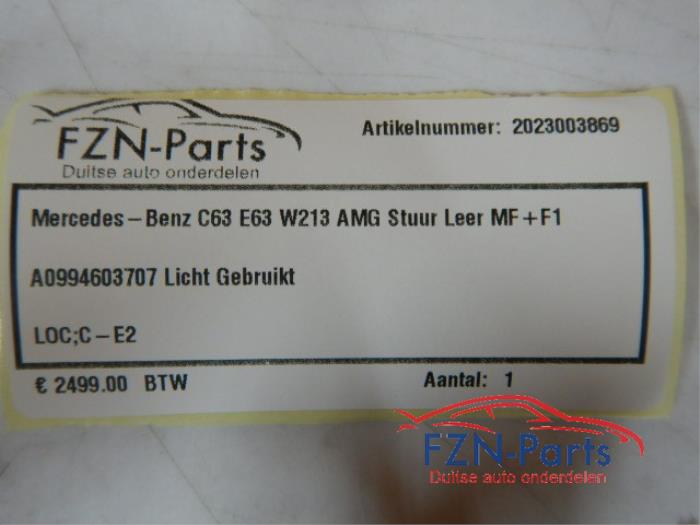 FZN-Parts
Duitse auto onderdelen
Artikelnummer: 2023003869
Mercedes-Benz C63 E63 W213 AMG Stuur Leer MF+F1
A0994603707 Licht Gebruikt
LOC;C-E2
€ 2499.00 BTW
Aantal: 1
FZN-Parts
Duitse auto onderdelen